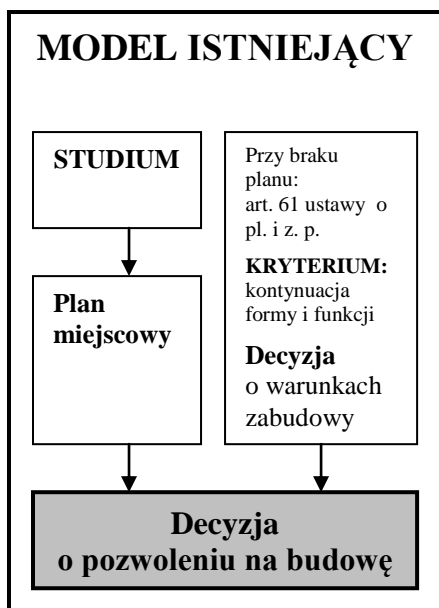 MODEL ISTNIEJĄCY
STUDIUM
Plan
miejscowy
Przy braku
planu:
art. 61 ustawy o
pl. i z. p.
KRYTERIUM:
kontynuacja
formy i funkcji
Decyzja
o warunkach
zabudowy
Decyzja
o pozwoleniu na budowę